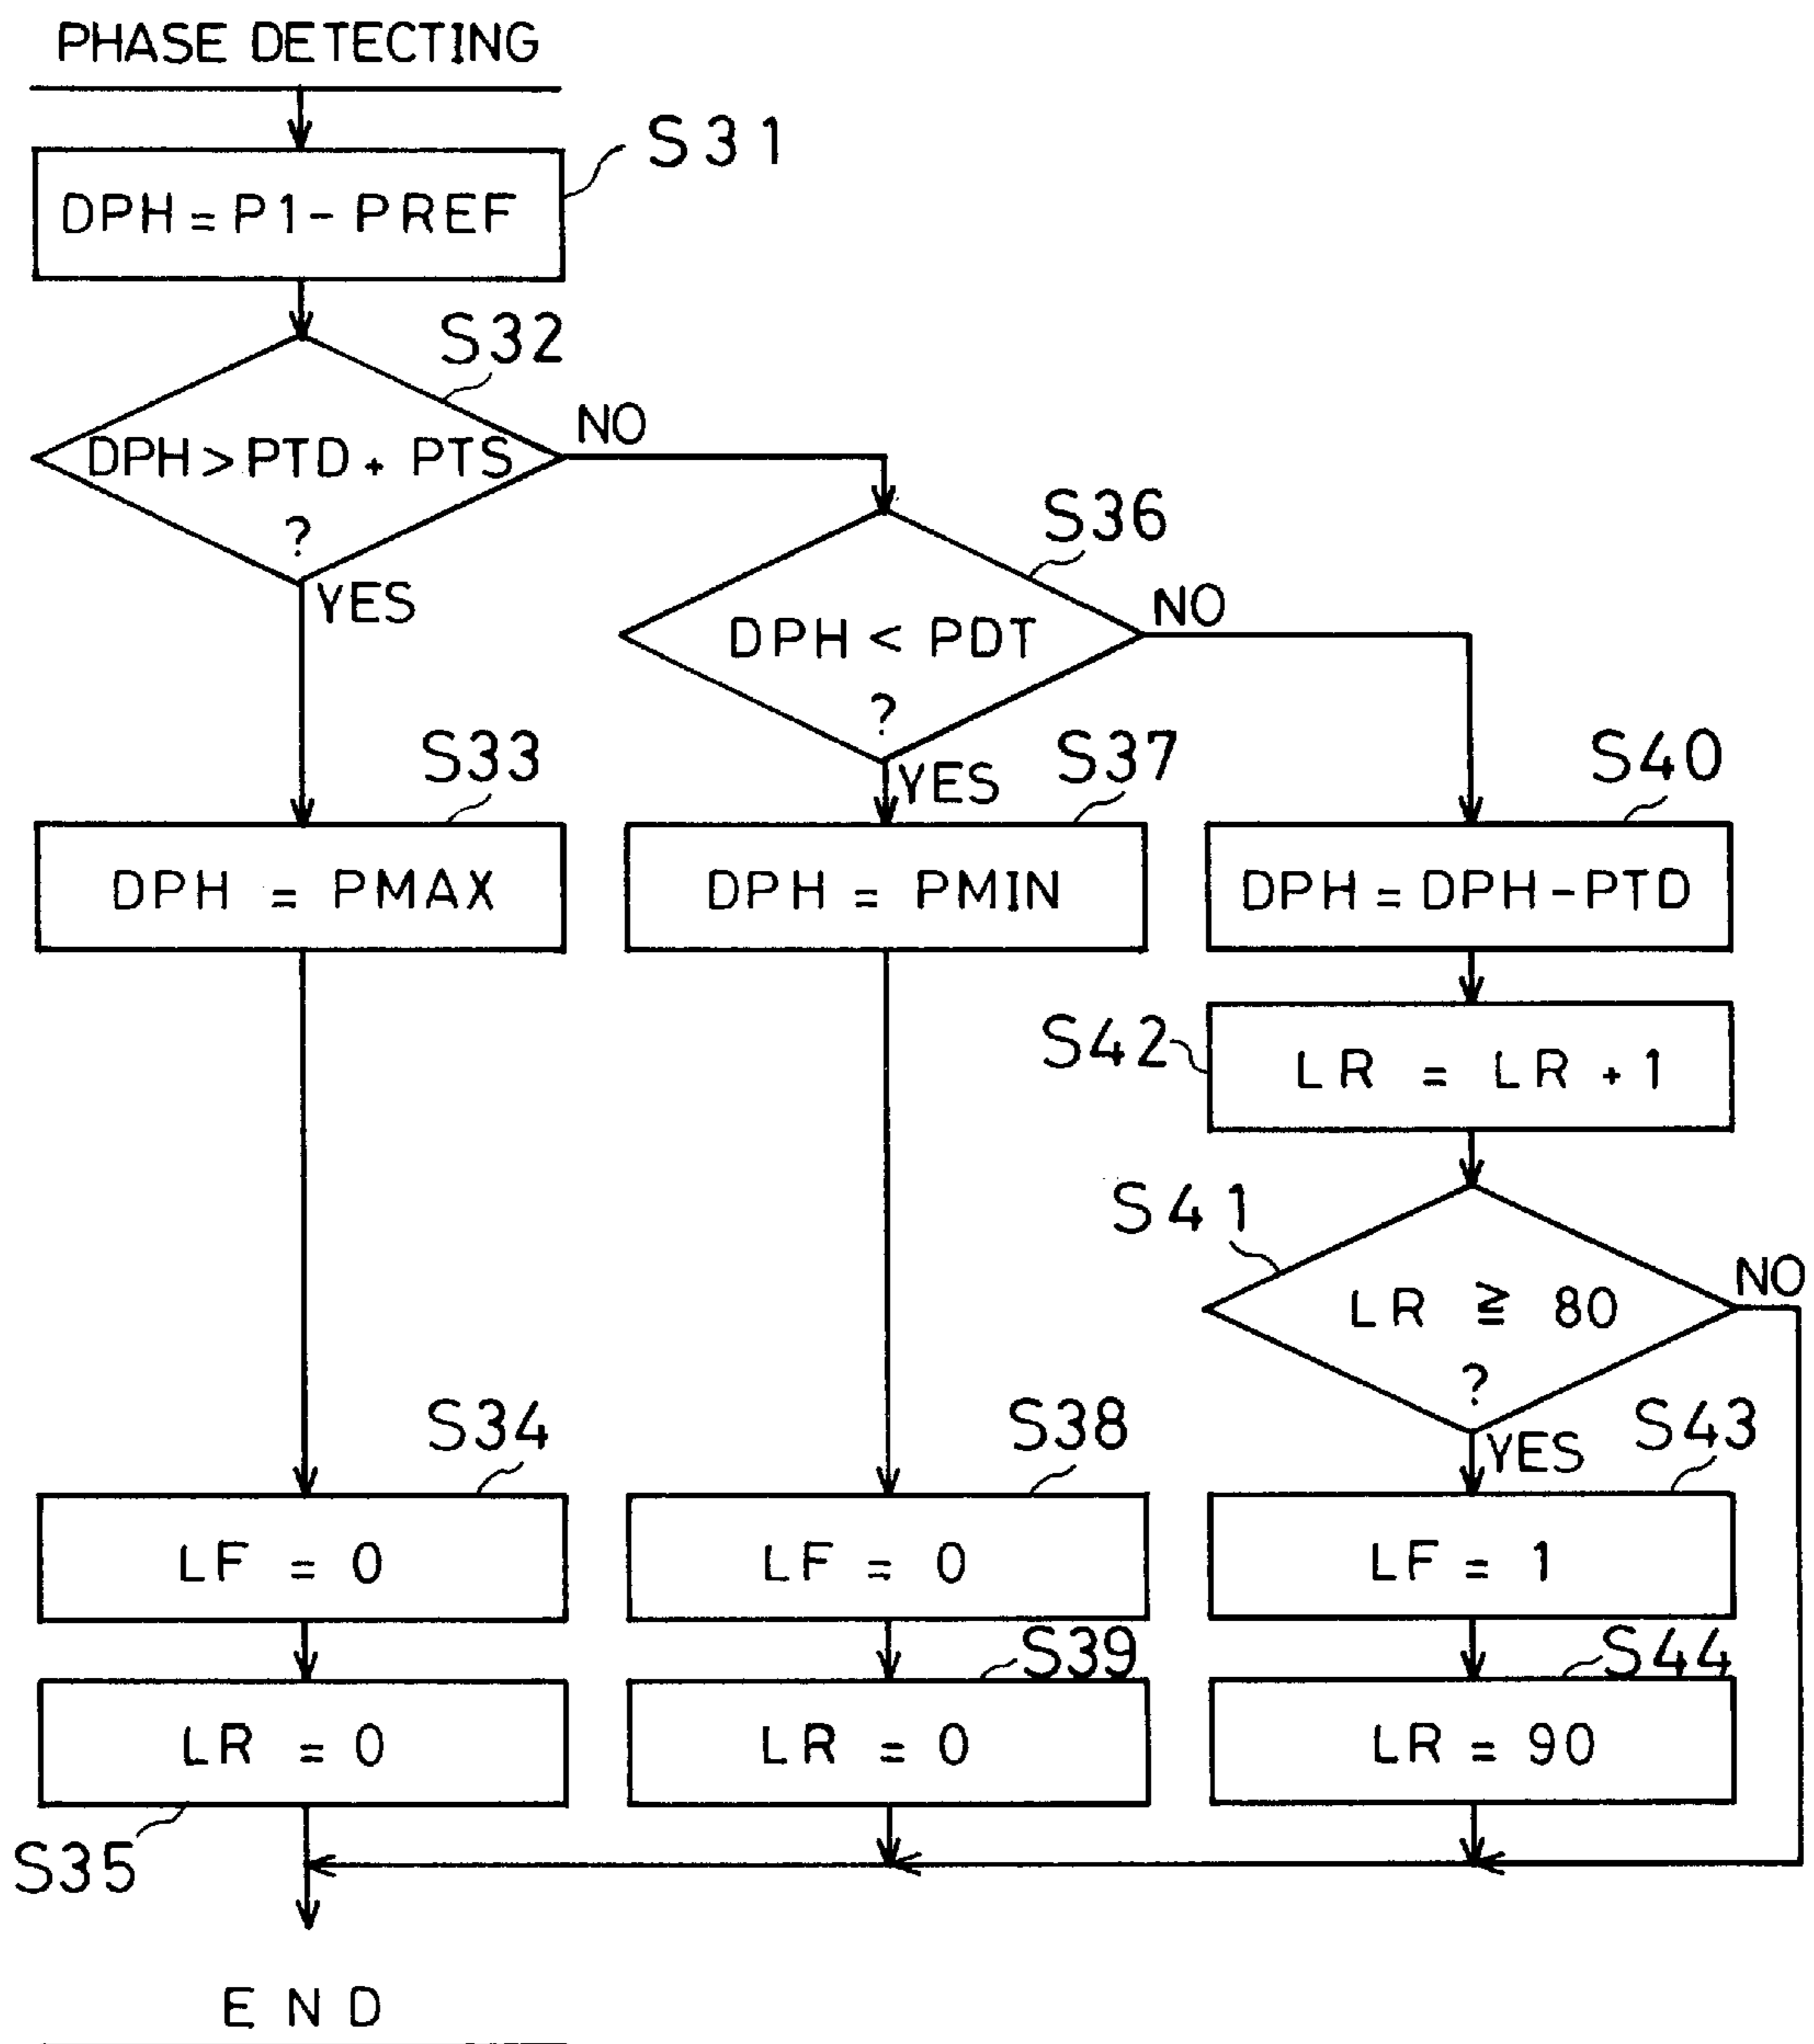 PHASE DETECTING
S31
DPH = P1 - PREF
S32
DPH > PTD + PTS
?
NO
YES
S36
DPH < PDT
?
NO
YES
S33
DPH = PMAX
S37
DPH = PMIN
S40
DPH = DPH - PTD
S42
LR = LR + 1
S41
LR ≧ 80
?
NO
YES
S34
LF = 0
S38
LF = 0
S43
LF = 1
S35
LR = 0
S39
LR = 0
S44
LR = 90
END